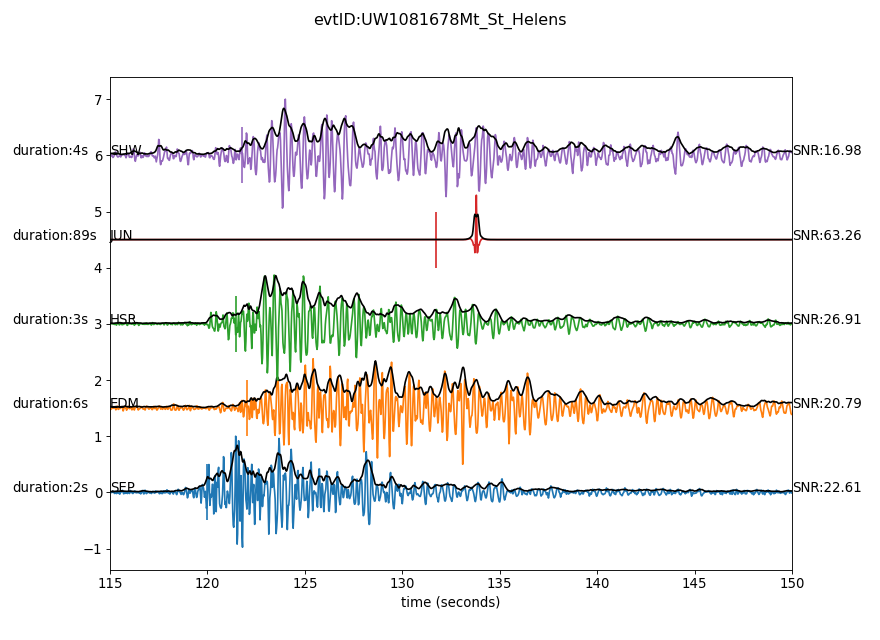 evtID:UW1081678Mt_St_Helens
7
duration:4s SHW SNR:16.98
6
5
duration:89s JUN SNR:63.26
4
duration:3s HSR SNR:26.91
3
2
duration:6s EDM SNR:20.79
1
duration:2s SEP SNR:22.61
0
−1
115 120 125 130 135 140 145 150
time (seconds)